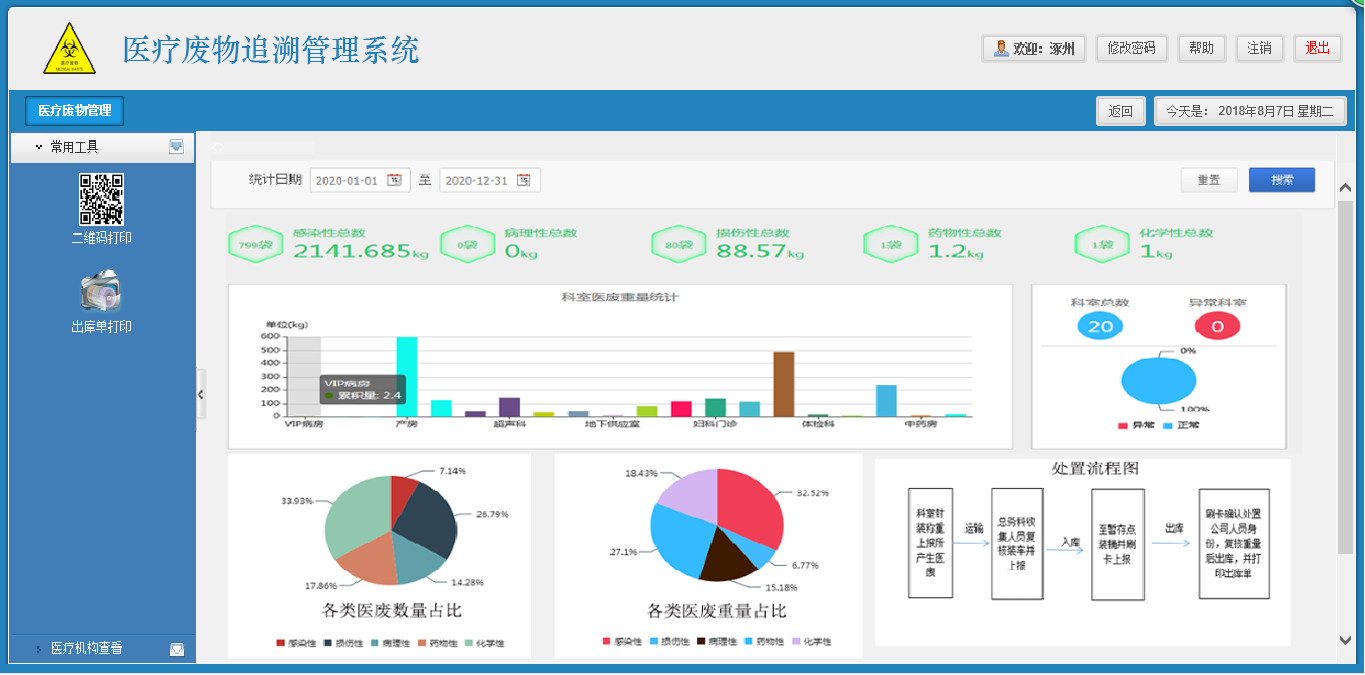 医疗废物追溯管理系统
欢迎：涿州
修改密码
帮助
注销
退出
医疗废物管理
返回
今天是： 2018年8月7日 星期二
常用工具
二维码打印
出库单打印
医疗机构查看
统计日期
2020-01-01
至
2020-12-31
重置
搜索
799袋
感染性总数
2141.685kg
0袋
病理性总数
0kg
80袋
损伤性总数
88.57kg
1袋
药物性总数
1.2kg
1袋
化学性总数
1kg
科室医废重量统计
单位(kg)
600
500
400
300
200
100
0
VIP病房
累积量: 2.4
VIP病房
产房
超声科
地下供应室
妇科门诊
体检科
中药房
科室总数
异常科室
20
0
0%
100%
异常
正常
7.14%
33.93%
26.79%
17.86%
14.28%
各类医废数量占比
感染性
损伤性
病理性
药物性
化学性
18.43%
32.52%
27.1%
6.77%
15.18%
各类医废重量占比
感染性
损伤性
病理性
药物性
化学性
处置流程图
科室封
装称重
上报所
产生医
废
运输
总务科收
集人员复
核装车并
上报
入库
至暂存点
装桶并刷
卡上报
出库
刷卡确认处置
公司人员身
份，复核重量
后出库，并打
印出库单